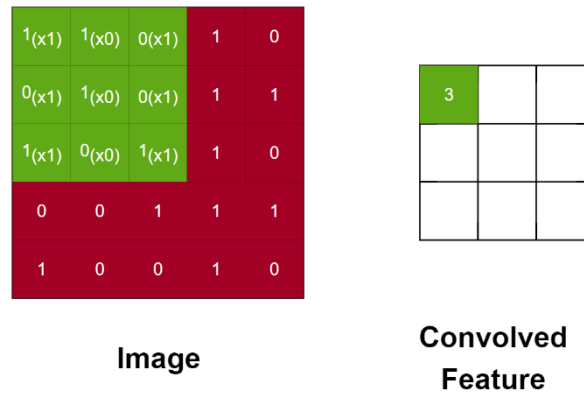 1(x1) 1(x0) 0(x1) 1 0
0(x1) 1(x0) 0(x1) 1 1
1(x1) 0(x0) 1(x1) 1 0
0 0 1 1 1
1 0 0 1 0
Image
3
Convolved
Feature